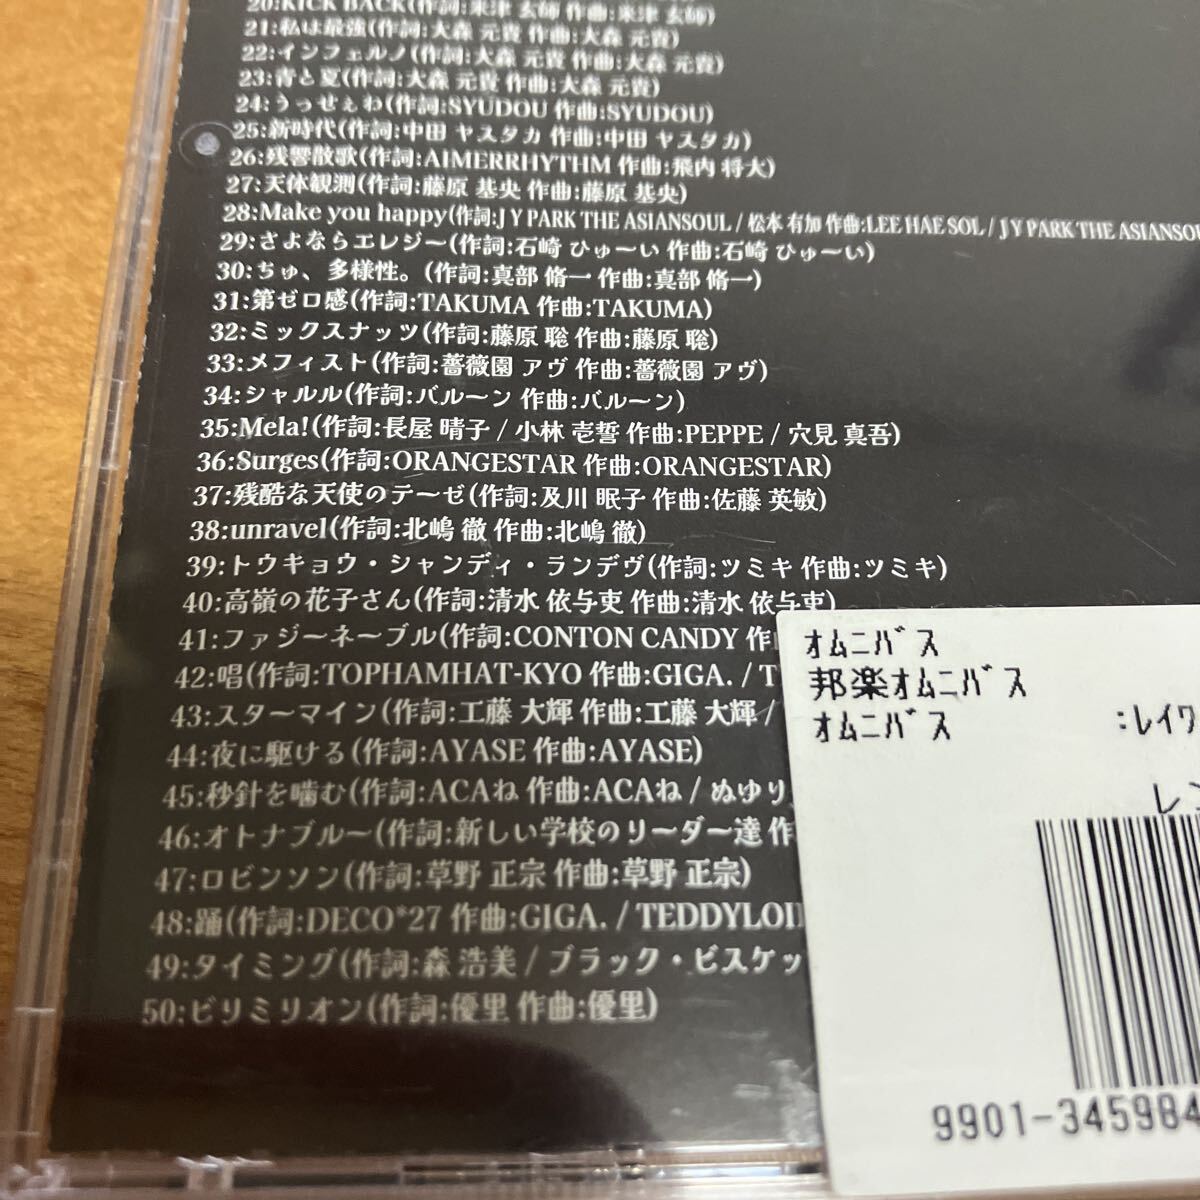 20:KICK BACK(作詞:米津 玄師 作曲:米津 玄師)
21:私は最強(作詞:大森 元貴 作曲:大森 元貴)
22:インフェルノ(作詞:大森 元貴 作曲:大森 元貴)
23:青と夏(作詞:大森 元貴 作曲:大森 元貴)
24:うっせぇわ(作詞:SYUDOU 作曲:SYUDOU)
25:新時代(作詞:中田 ヤスタカ 作曲:中田 ヤスタカ)
26:残響散歌(作詞:AIMERRHYTHM 作曲:飛内 将大)
27:天体観測(作詞:藤原 基央 作曲:藤原 基央)
28:Make you happy(作詞:J Y PARK THE ASIANSOUL / 松本 有加 作曲:LEE HAE SOL / J Y PARK THE ASIANSOU
29:さよならエレジー(作詞:石崎 ひゅーい 作曲:石崎 ひゅーい)
30:ちゅ、多様性。(作詞:真部 脩一 作曲:真部 脩一)
31:第ゼロ感(作詞:TAKUMA 作曲:TAKUMA)
32:ミックスナッツ(作詞:藤原 聡 作曲:藤原 聡)
33:メフィスト(作詞:薔薇園 アヴ 作曲:薔薇園 アヴ)
34:シャルル(作詞:バルーン 作曲:バルーン)
35:Mela!(作詞:長屋 晴子 / 小林 壱誓 作曲:PEPPE / 穴見 真吾)
36:Surges(作詞:ORANGESTAR 作曲:ORANGESTAR)
37:残酷な天使のテーゼ(作詞:及川 眠子 作曲:佐藤 英敏)
38:unravel(作詞:北嶋 徹 作曲:北嶋 徹)
39:トウキョウ・シャンディ・ランデヴ(作詞:ツミキ 作曲:ツミキ)
40:高嶺の花子さん(作詞:清水 依与吏 作曲:清水 依与吏)
41:ファジーネーブル(作詞:CONTON CANDY 作
42:唱(作詞:TOPHAMHAT-KYO 作曲:GIGA. / T
43:スターマイン(作詞:工藤 大輝 作曲:工藤 大輝 /
44:夜に駆ける(作詞:AYASE 作曲:AYASE)
45:秒針を噛む(作詞:ACAね 作曲:ACAね / ぬゆり
46:オトナブルー(作詞:新しい学校のリーダー達 作
47:ロビンソン(作詞:草野 正宗 作曲:草野 正宗)
48:踊(作詞:DECO*27 作曲:GIGA. / TEDDYLOI
49:タイミング(作詞:森 浩美 / ブラック・ビスケッ
50:ビリミリオン(作詞:優里 作曲:優里)
ｵﾑﾆﾊﾞｽ
邦楽ｵﾑﾆﾊﾞｽ
ｵﾑﾆﾊﾞｽ :ﾚｲﾜ
ﾚﾝ
9901-345984